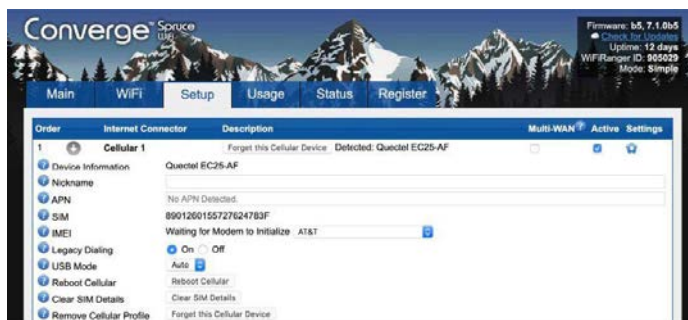 Converge™ Spruce WiFi
Firmware: b5, 7.1.0b5
Check for Updates
Uptime: 12 days
WiFiRanger ID: 905029
Mode: Simple
Main WiFi Setup Usage Status Register
Order Internet Connector Description Multi-WAN ? Active Settings
1 Cellular 1 Forget this Cellular Device Detected: Quectel EC25-AF
? Device Information Quectel EC25-AF
? Nickname
? APN No APN Detected.
? SIM 8901260155727624783F
? IMEI Waiting for Modem to Initialize AT&T
? Legacy Dialing On Off
? USB Mode Auto
? Reboot Cellular Reboot Cellular
? Clear SIM Details Clear SIM Details
? Remove Cellular Profile Forget this Cellular Device